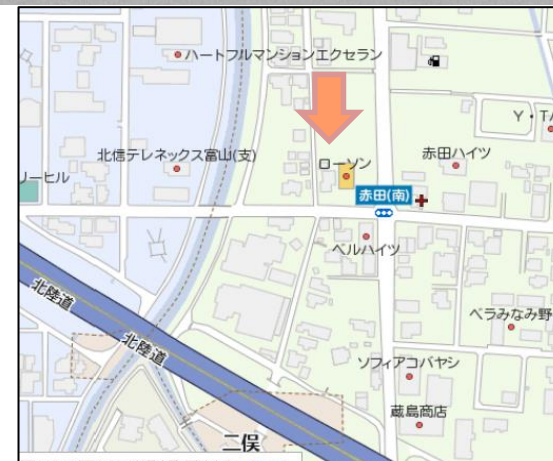 ハートフルマンションエクセラン
Y・TA
北信テレネックス富山(支)
ローソン
赤田ハイツ
リーヒル
赤田(南)
ベルハイツ
北陸道
ベラみなみ野
北陸道
ソフィアコバヤシ
蔵島商店
二俣